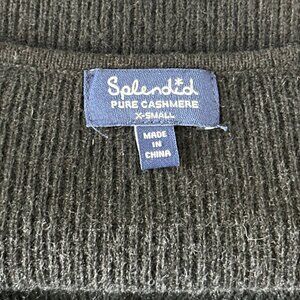 Splendid
PURE CASHMERE
X-SMALL
MADE
IN
CHINA